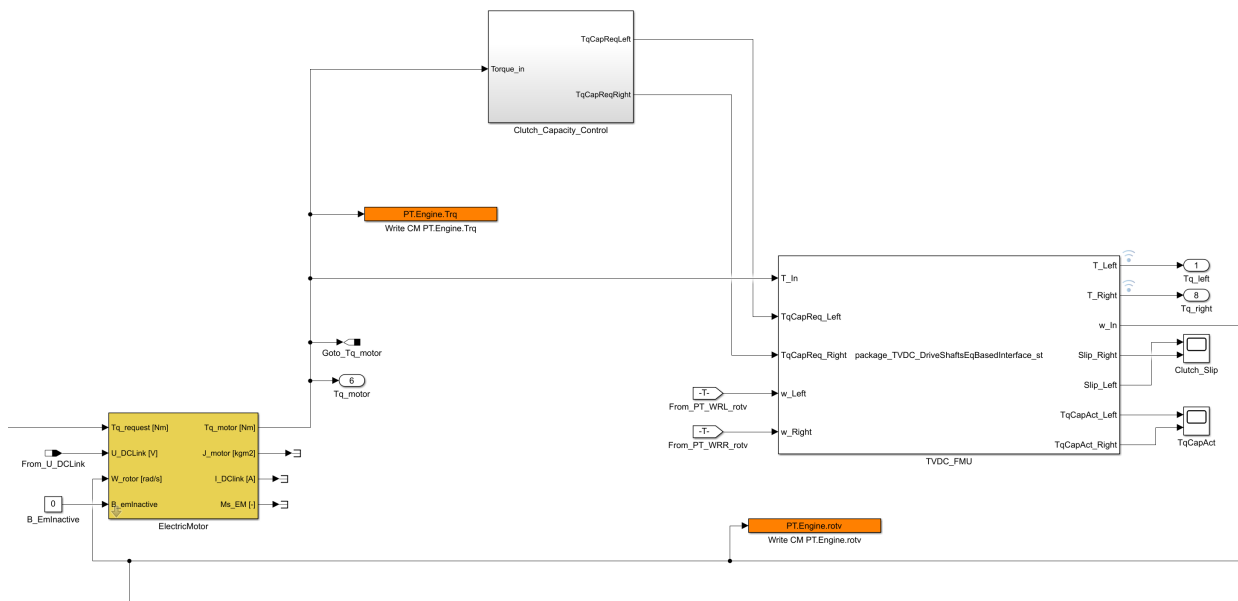 TqCapReqLeft
Torque_in
TqCapReqRight
Clutch_Capacity_Control
PT.Engine.Trq
Write CM PT.Engine.Trq
T_Left
1
Tq_left
T_In
T_Right
8
Tq_right
TqCapReq_Left
w_In
Goto_Tq_motor
TqCapReq_Right
package_TVDC_DriveShaftsEqBasedInterface_st
Slip_Right
Clutch_Slip
6
Tq_motor
Slip_Left
-T-
From_PT_WRL_rotv
w_Left
TqCapAct_Left
Tq_request [Nm]
Tq_motor [Nm]
-T-
From_PT_WRR_rotv
w_Right
TqCapAct_Right
TqCapAct
U_DCLink [V]
J_motor [kgm2]
From_U_DCLink
TVDC_FMU
W_rotor [rad/s]
I_DClink [A]
0
B_EmInactive
B_emInactive
Ms_EM [-]
ElectricMotor
PT.Engine.rotv
Write CM PT.Engine.rotv